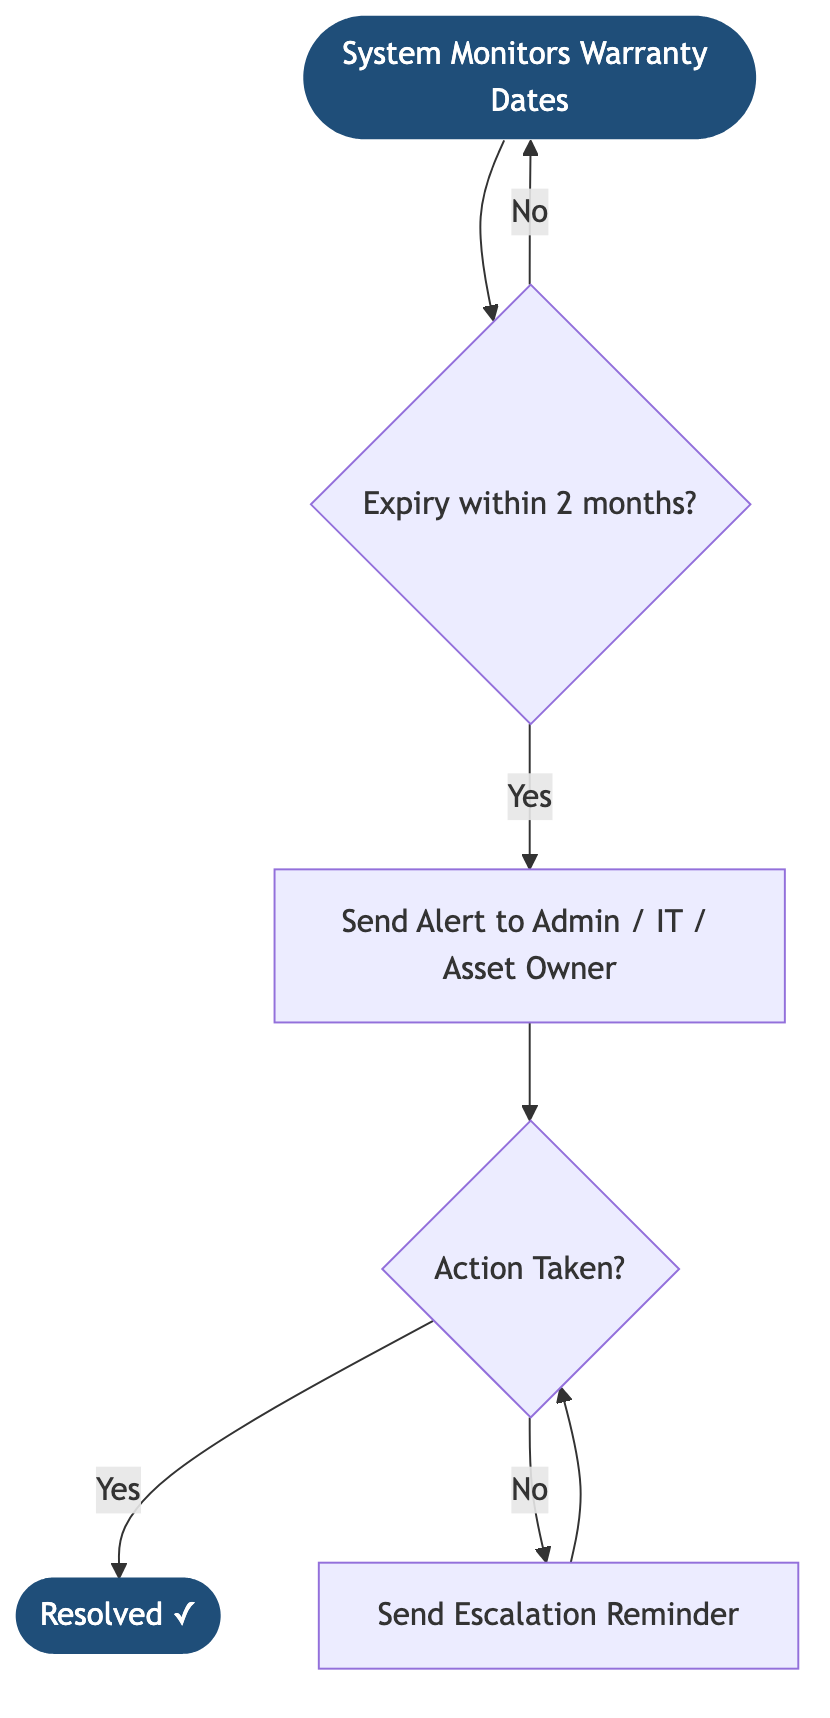 System Monitors Warranty
Dates
No
Expiry within 2 months?
Yes
Send Alert to Admin / IT /
Asset Owner
Action Taken?
Yes
No
Resolved ✓
Send Escalation Reminder